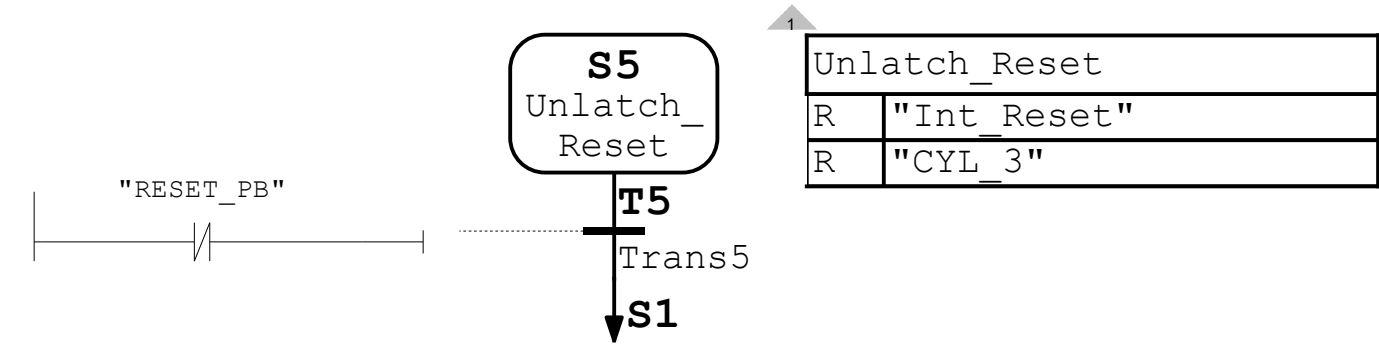 "RESET_PB"
S5
Unlatch_
Reset
T5
Trans5
S1
1
Unlatch_Reset
R "Int_Reset"
R "CYL_3"